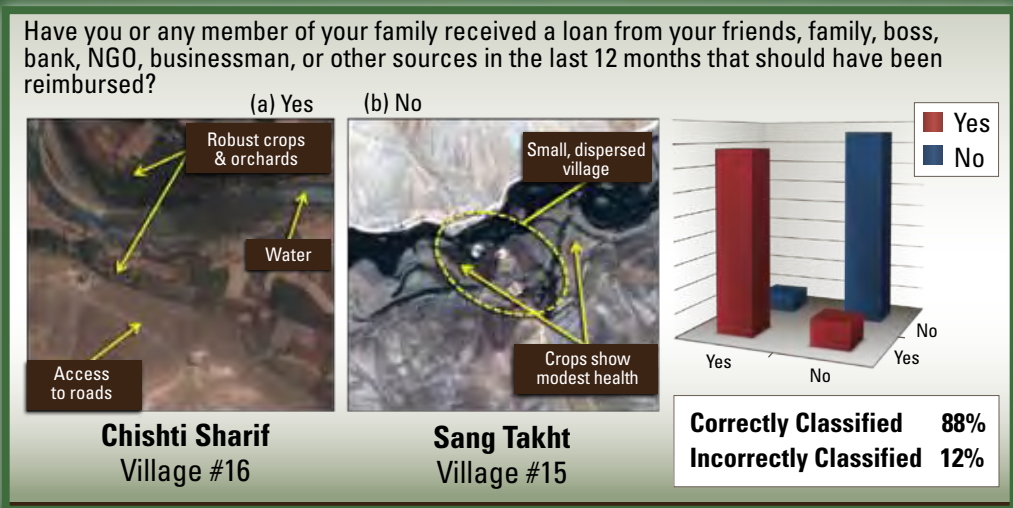 Have you or any member of your family received a loan from your friends, family, boss,
bank, NGO, businessman, or other sources in the last 12 months that should have been
reimbursed?
(a) Yes
(b) No
Robust crops
& orchards
Water
Access
to roads
Chishti Sharif
Village #16
Small, dispersed
village
Crops show
modest health
Sang Takht
Village #15
Yes
No
No
Yes
Yes
No
Correctly Classified 88%
Incorrectly Classified 12%